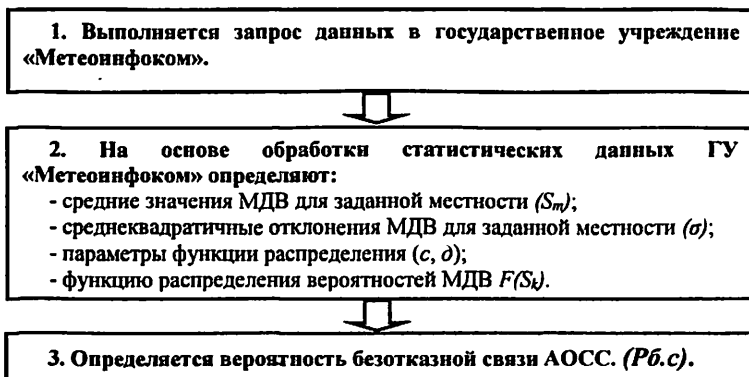 1. Выполняется запрос данных в государственное учреждение
«Метеоинфоком».
2. На основе обработки статистических данных ГУ
«Метеоинфоком» определяют:
- средние значения МДВ для заданной местности (Sm);
- среднеквадратичные отклонения МДВ для заданной местности (σ);
- параметры функции распределения (c, д);
- функцию распределения вероятностей МДВ F(Sk).
3. Определяется вероятность безотказной связи АОСС. (Рб.с).